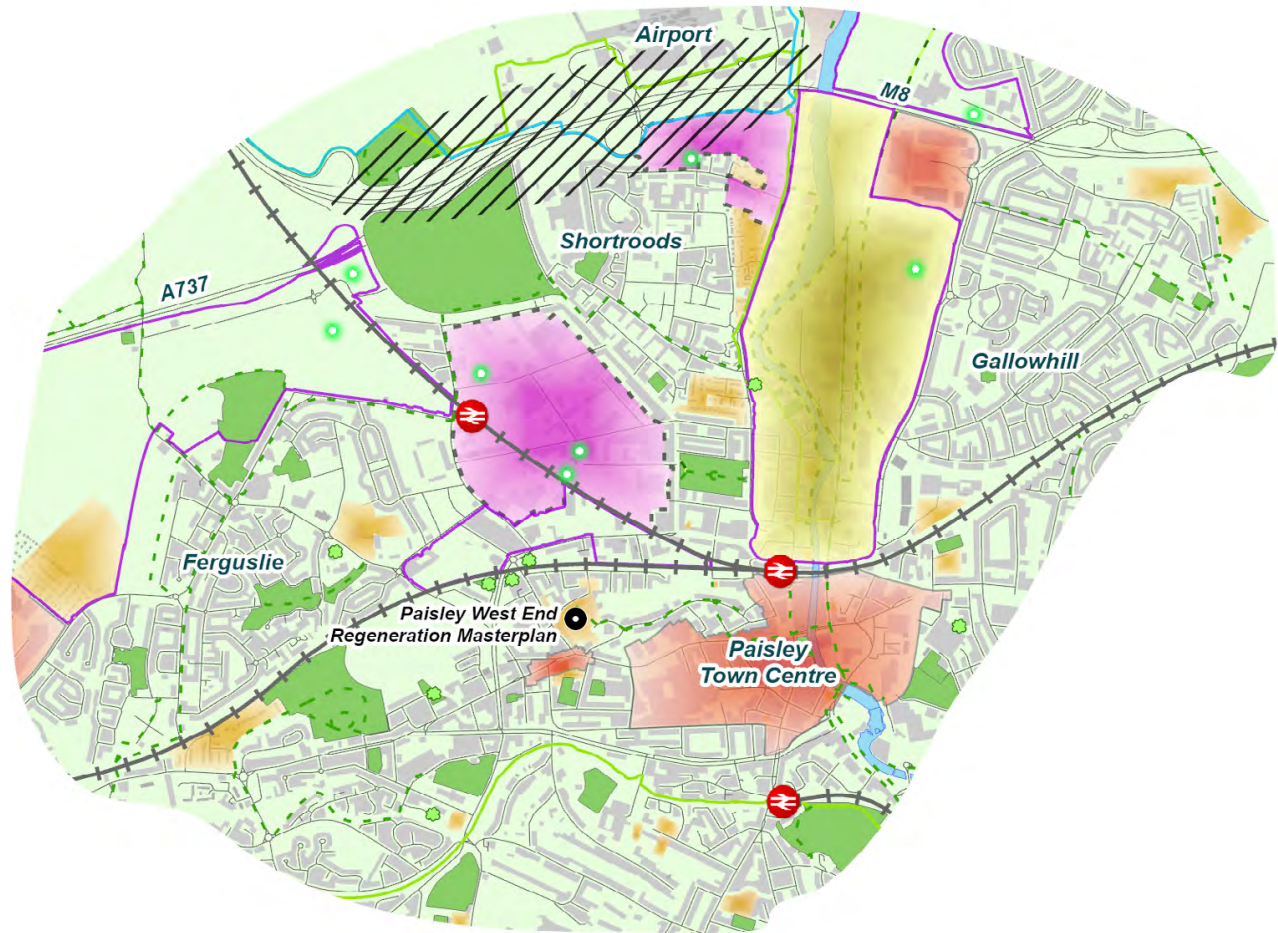 Airport
M8
Shortroods
A737
Gallowhill
Ferguslie
Paisley West End
Regeneration Masterplan
Paisley
Town Centre